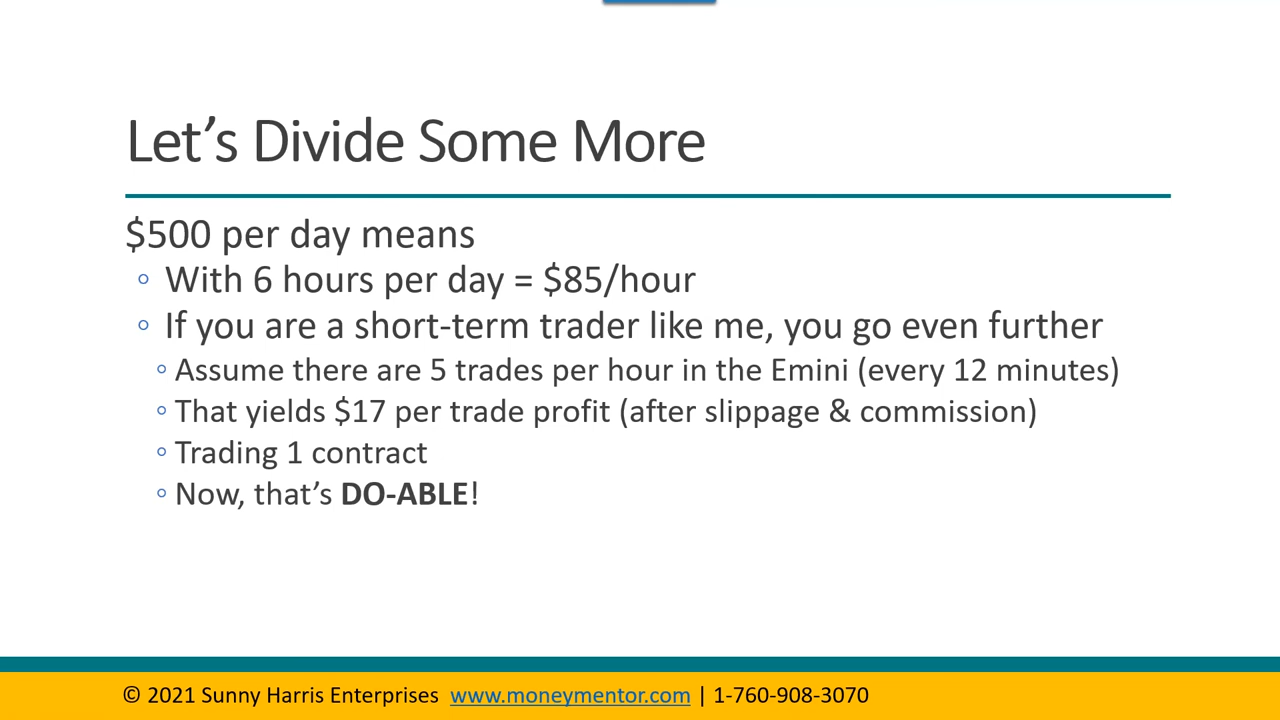 Let’s Divide Some More
$500 per day means
◦ With 6 hours per day = $85/hour
◦ If you are a short-term trader like me, you go even further
◦ Assume there are 5 trades per hour in the Emini (every 12 minutes)
◦ That yields $17 per trade profit (after slippage & commission)
◦ Trading 1 contract
◦ Now, that’s DO-ABLE!
© 2021 Sunny Harris Enterprises www.moneymentor.com | 1-760-908-3070